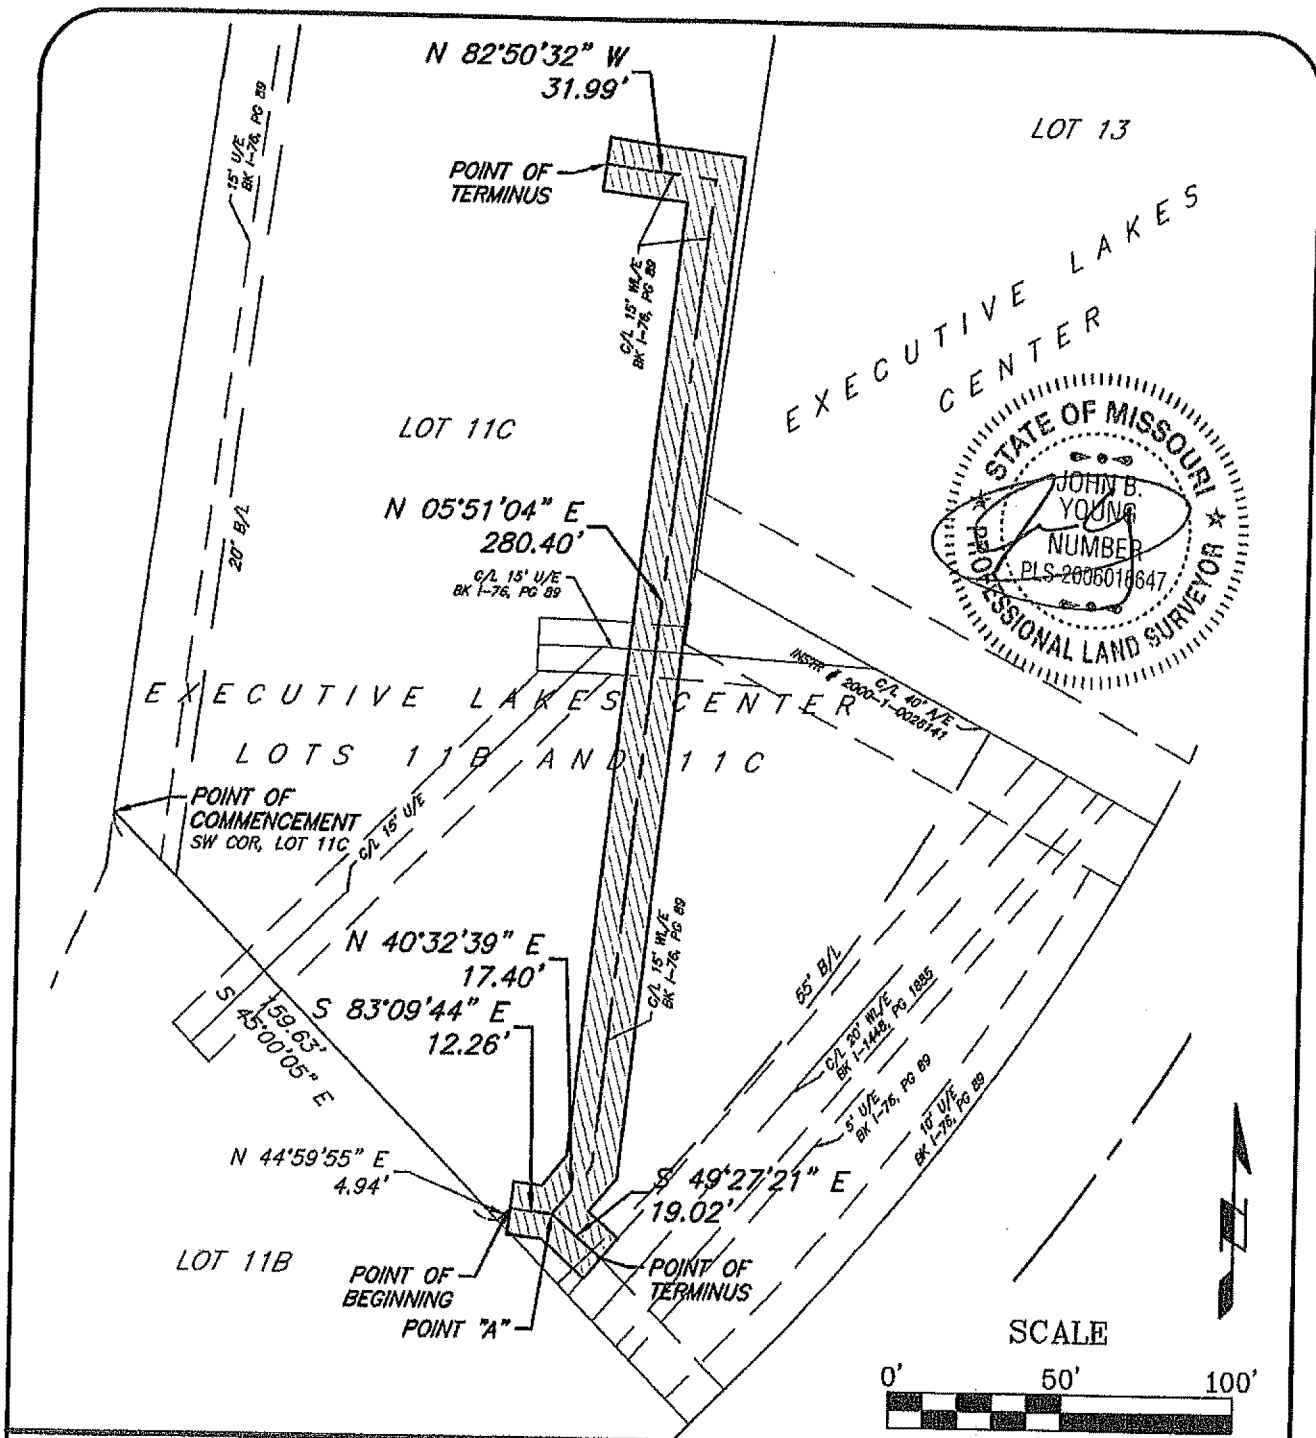 N 82°50'32" W
31.99'
LOT 13
15' U/E
BK I-76, PG 89
POINT OF
TERMINUS
EXECUTIVE LAKES
CENTER
C/L 15' WL/E
BK I-76, PG 89
LOT 11C
STATE OF MISSOURI
JOHN B.
YOUNG
NUMBER
PLS-2006016647
PROFESSIONAL LAND SURVEYOR
N 05°51'04" E
280.40'
20' B/L
C/L 15' U/E
BK I-76, PG 89
C/L 40' A/E
INSTR # 2000-I-0026141
EXECUTIVE LAKES CENTER
LOTS 11B AND 11C
POINT OF
COMMENCEMENT
SW COR, LOT 11C
C/L 15' U/E
C/L 15' WL/E
BK I-76, PG 89
N 40°32'39" E
17.40'
55' B/L
C/L 20' WL/E
BK I-1448, PG 1885
159.63'
S 45°00'05" E
S 83°09'44" E
12.26'
5' U/E
BK I-76, PG 89
10' U/E
BK I-76, PG 89
N 44°59'55" E
4.94'
S 49°27'21" E
19.02'
LOT 11B
POINT OF
BEGINNING
POINT OF
TERMINUS
POINT "A"
SCALE
0' 50' 100'